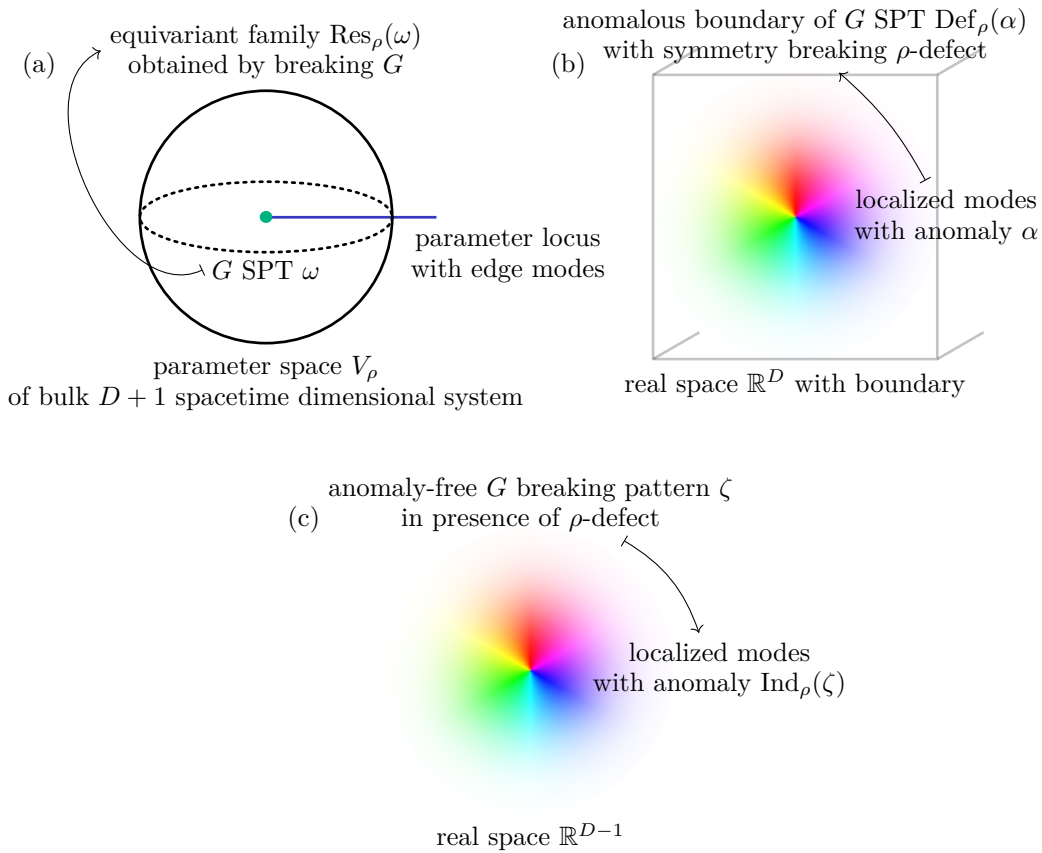 (a)
equivariant family Res_ρ(ω)
obtained by breaking G
G SPT ω
parameter locus
with edge modes
parameter space V_ρ
of bulk D + 1 spacetime dimensional system
(b)
anomalous boundary of G SPT Def_ρ(α)
with symmetry breaking ρ-defect
localized modes
with anomaly α
real space ℝ^D with boundary
(c)
anomaly-free G breaking pattern ζ
in presence of ρ-defect
localized modes
with anomaly Ind_ρ(ζ)
real space ℝ^{D−1}